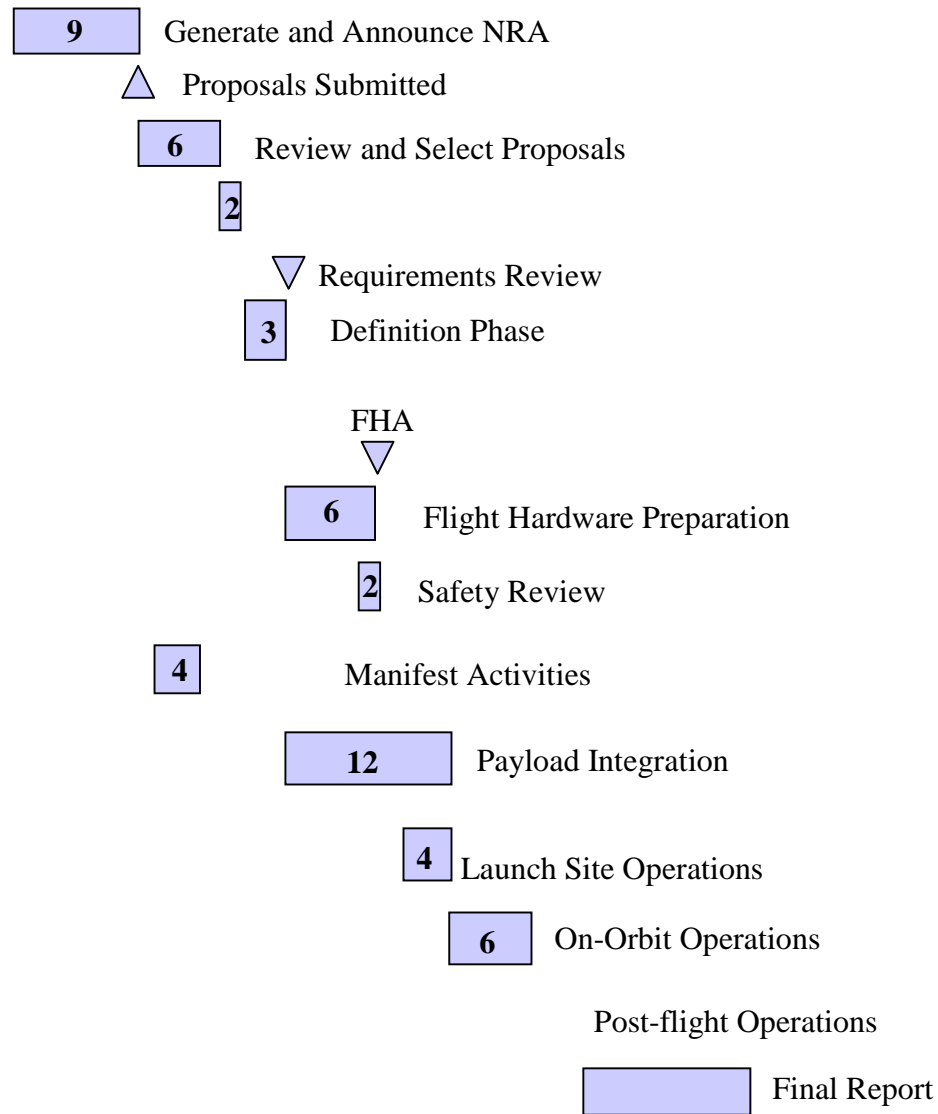 9 Generate and Announce NRA
Proposals Submitted
6 Review and Select Proposals
2
Requirements Review
3 Definition Phase
FHA
6 Flight Hardware Preparation
2 Safety Review
4 Manifest Activities
12 Payload Integration
4 Launch Site Operations
6 On-Orbit Operations
Post-flight Operations
Final Report